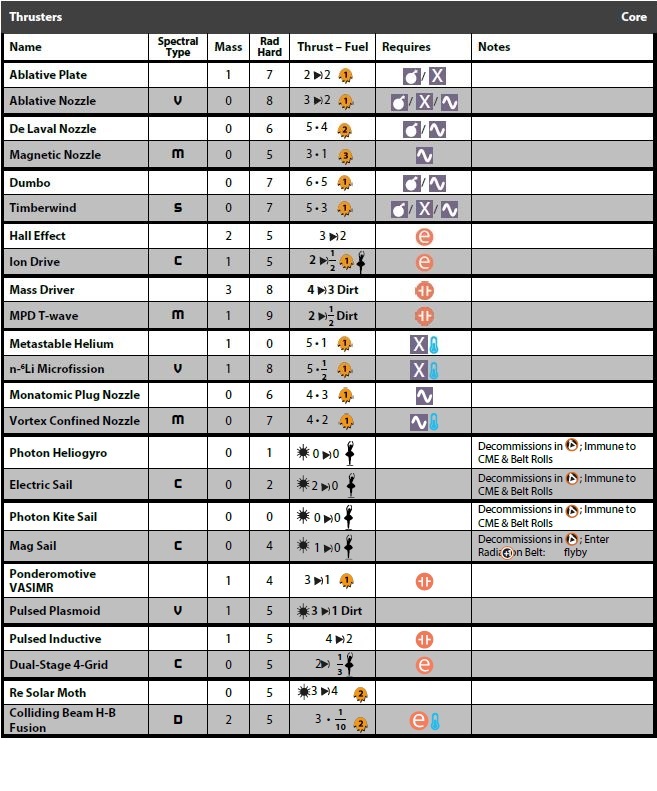 Thrusters Core
Name Spectral Type Mass Rad Hard Thrust – Fuel Requires Notes
Ablative Plate 1 7 2 ▶) 2 1 / X
Ablative Nozzle V 0 8 3 ▶) 2 1 / X /
De Laval Nozzle 0 6 5 • 4 2 /
Magnetic Nozzle M 0 5 3 • 1 3
Dumbo 0 7 6 • 5 1 /
Timberwind S 0 7 5 • 3 1 / X /
Hall Effect 2 5 3 ▶) 2 e
Ion Drive C 1 5 2 ▶) 1/2 1 e
Mass Driver 3 8 4 ▶) 3 Dirt
MPD T-wave M 1 9 2 ▶) 1/2 Dirt
Metastable Helium 1 0 5 • 1 1 X
n-⁶Li Microfission V 1 8 5 • 1/2 1 X
Monatomic Plug Nozzle 0 6 4 • 3 1
Vortex Confined Nozzle M 0 7 4 • 2 1
Photon Heliogyro 0 1 0 ▶) 0 Decommissions in ; Immune to
CME & Belt Rolls
Electric Sail C 0 2 2 ▶) 0 Decommissions in ; Immune to
CME & Belt Rolls
Photon Kite Sail 0 0 0 ▶) 0 Decommissions in ; Immune to
CME & Belt Rolls
Mag Sail C 0 4 1 ▶) 0 Decommissions in ; Enter
Radiation Belt: flyby
Ponderomotive
VASIMR 1 4 3 ▶) 1 1
Pulsed Plasmoid V 1 5 3 ▶) 1 Dirt
Pulsed Inductive 1 5 4 ▶) 2
Dual-Stage 4-Grid C 0 5 2 ▶) 1/3 e
Re Solar Moth 0 5 3 ▶) 4 2
Colliding Beam H-B
Fusion D 2 5 3 • 1/10 2 e